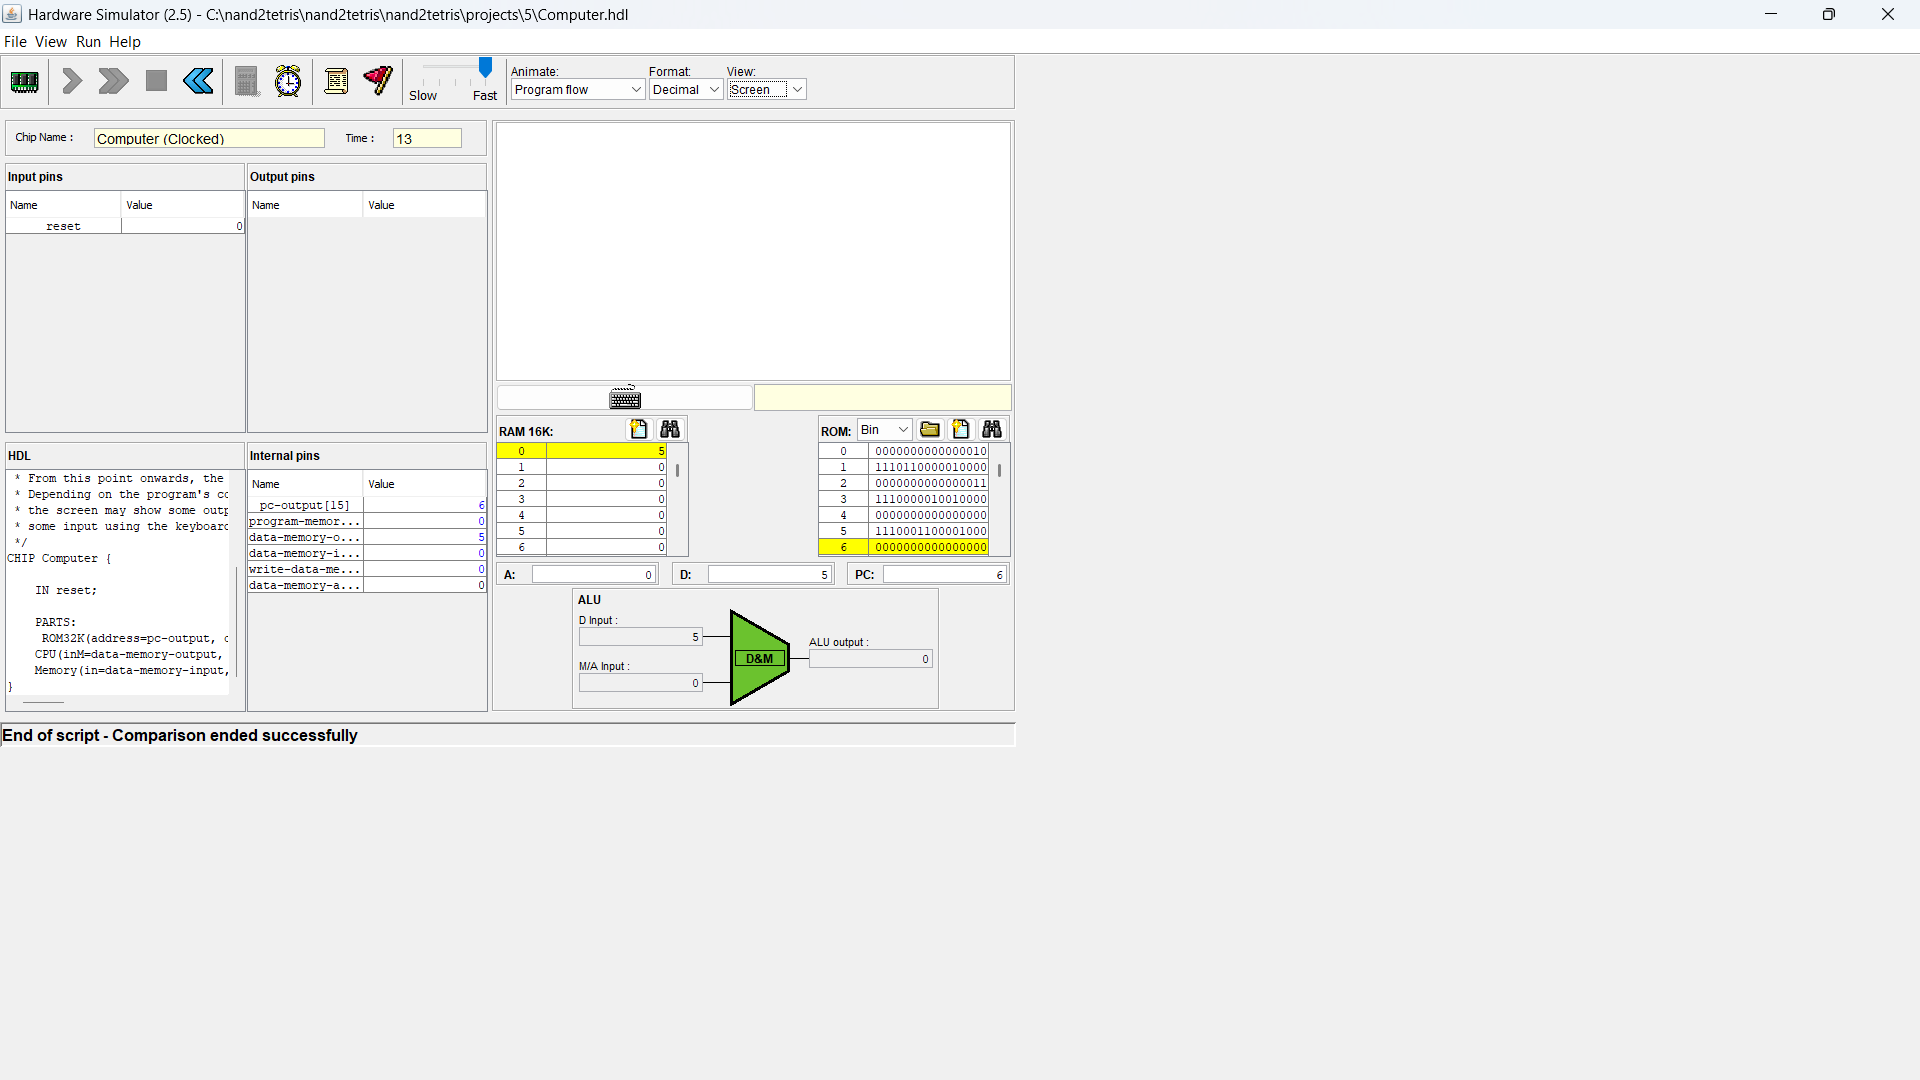 Hardware Simulator (2.5) - C:\nand2tetris\nand2tetris\nand2tetris\projects\5\Computer.hdl
File View Run Help
Slow Fast
Animate: Format: View:
Program flow Decimal Screen
Chip Name : Computer (Clocked) Time : 13
Input pins
Name Value
reset 0
Output pins
Name Value
HDL
* From this point onwards, the
* Depending on the program's co
* the screen may show some outp
* some input using the keyboard
*/
CHIP Computer {
IN reset;
PARTS:
ROM32K(address=pc-output,
CPU(inM=data-memory-output,
Memory(in=data-memory-input,
}
Internal pins
Name Value
pc-output[15] 6
program-memor... 0
data-memory-o... 5
data-memory-i... 0
write-data-me... 0
data-memory-a... 0
RAM 16K:
0 5
1 0
2 0
3 0
4 0
5 0
6 0
ROM: Bin
0 0000000000000010
1 1110110000010000
2 0000000000000011
3 1110000010010000
4 0000000000000000
5 1110001100001000
6 0000000000000000
A: 0 D: 5 PC: 6
ALU
D Input :
5
M/A Input :
0
D&M
ALU output :
0
End of script - Comparison ended successfully